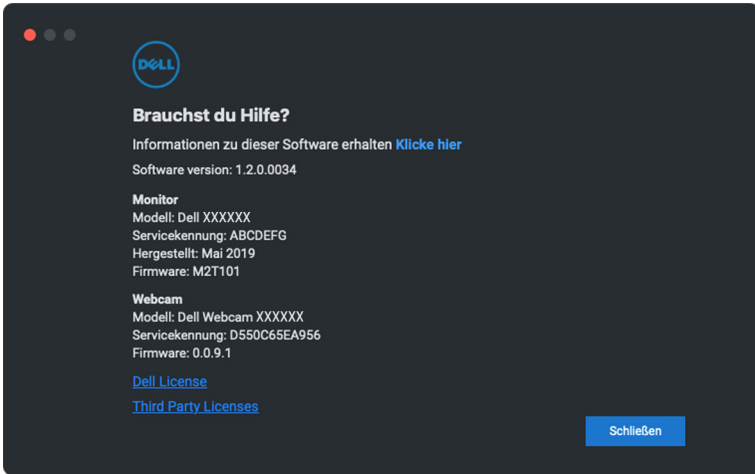 DELL
Brauchst du Hilfe?
Informationen zu dieser Software erhalten Klicke hier
Software version: 1.2.0.0034
Monitor
Modell: Dell XXXXXX
Servicekennung: ABCDEFG
Hergestellt: Mai 2019
Firmware: M2T101
Webcam
Modell: Dell Webcam XXXXXX
Servicekennung: D550C65EA956
Firmware: 0.0.9.1
Dell License
Third Party Licenses
Schließen